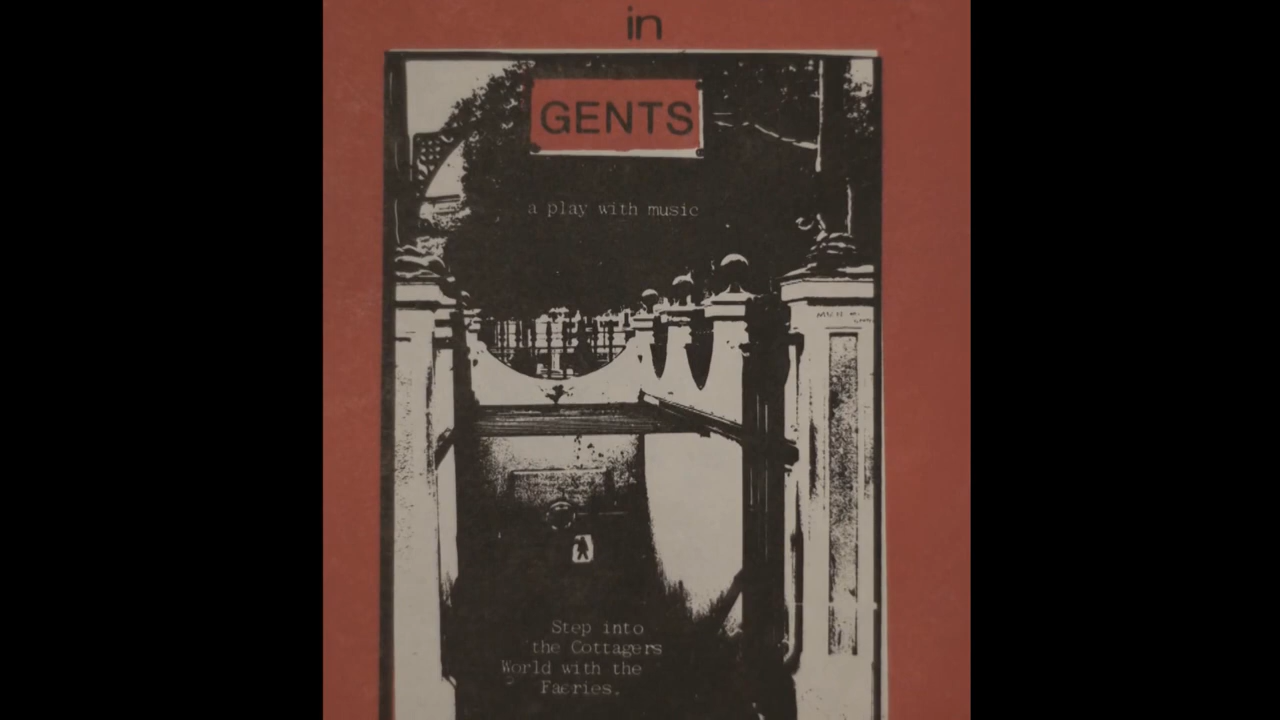 in
GENTS
a play with music
Step into
the Cottagers
World with the
Faeries.